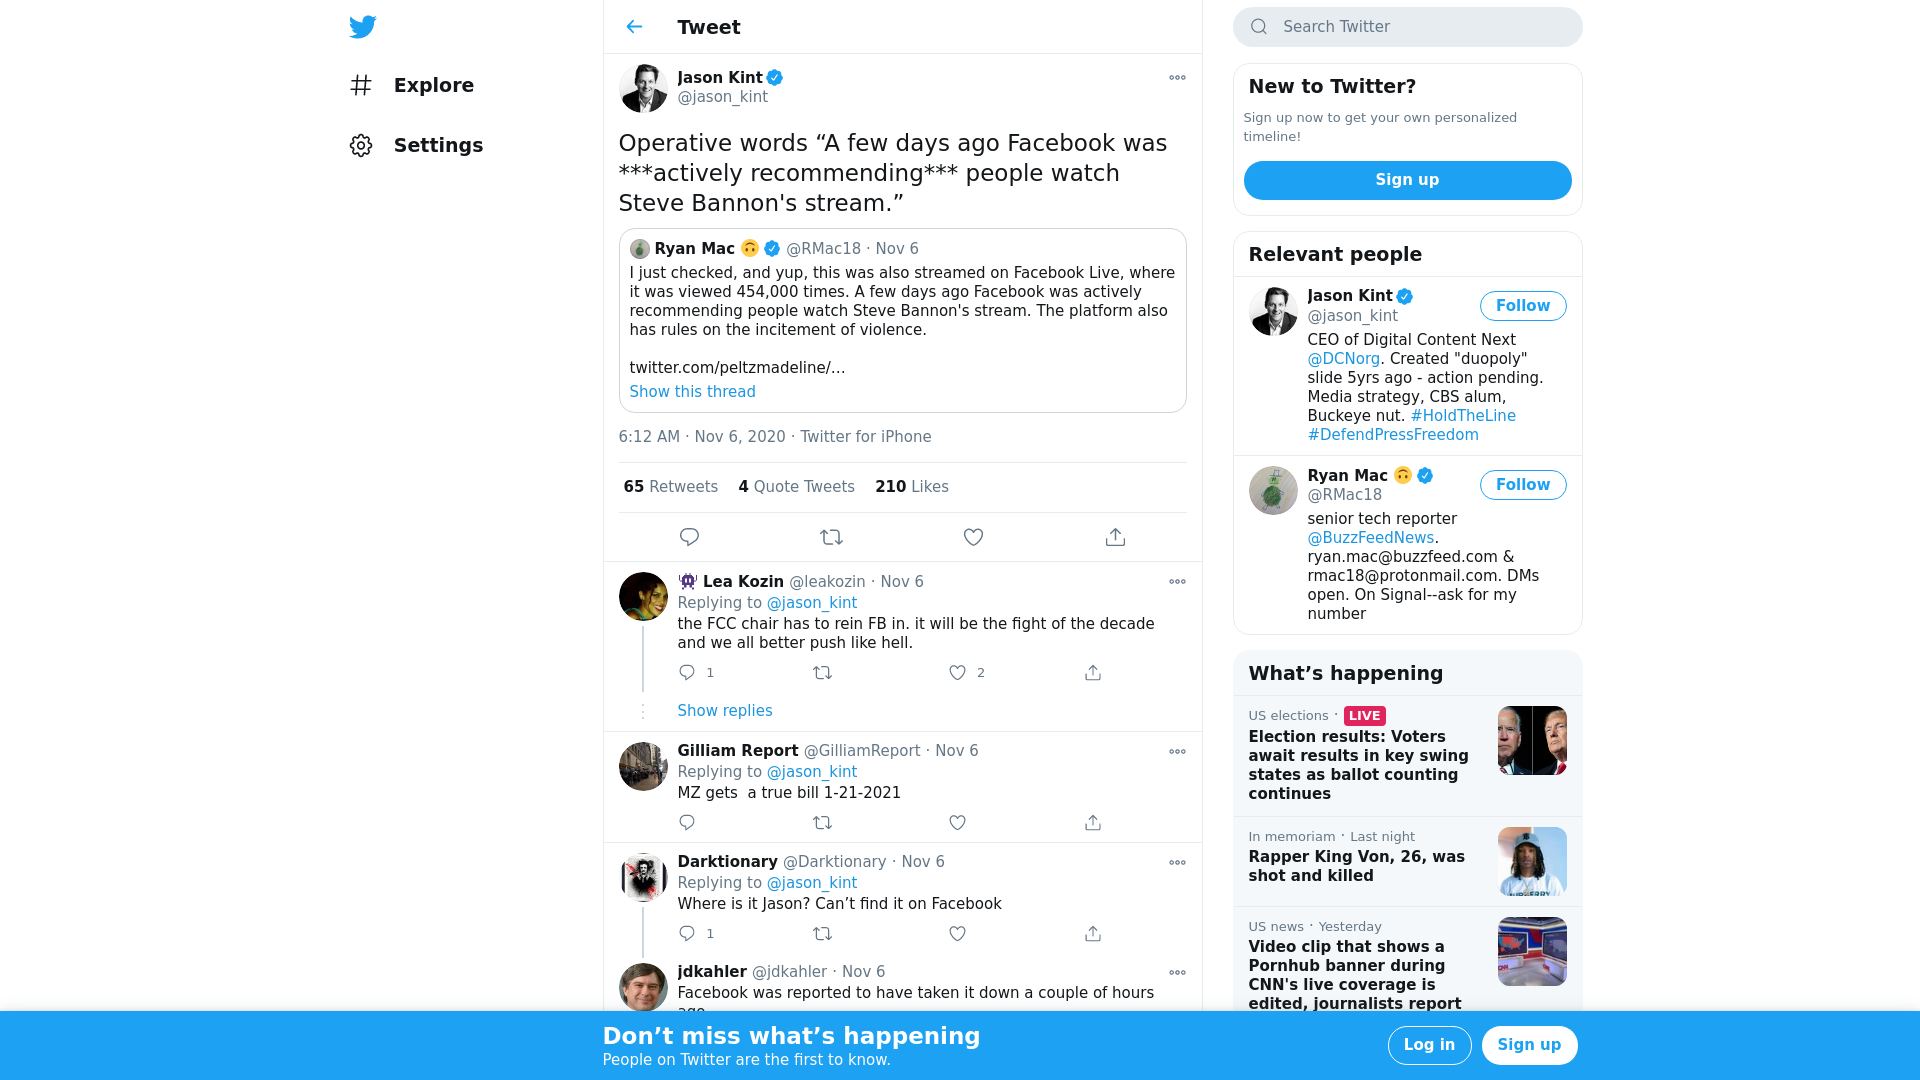 Explore
Settings
Tweet
Jason Kint
@jason_kint
Operative words “A few days ago Facebook was
***actively recommending*** people watch
Steve Bannon's stream.”
Ryan Mac 🙃 @RMac18 · Nov 6
I just checked, and yup, this was also streamed on Facebook Live, where
it was viewed 454,000 times. A few days ago Facebook was actively
recommending people watch Steve Bannon's stream. The platform also
has rules on the incitement of violence.
twitter.com/peltzmadeline/…
Show this thread
6:12 AM · Nov 6, 2020 · Twitter for iPhone
65 Retweets 4 Quote Tweets 210 Likes
Lea Kozin @leakozin · Nov 6
Replying to @jason_kint
the FCC chair has to rein FB in. it will be the fight of the decade
and we all better push like hell.
1 2
Show replies
Gilliam Report @GilliamReport · Nov 6
Replying to @jason_kint
MZ gets  a true bill 1-21-2021
Darktionary @Darktionary · Nov 6
Replying to @jason_kint
Where is it Jason? Can’t find it on Facebook
1
jdkahler @jdkahler · Nov 6
Facebook was reported to have taken it down a couple of hours
Search Twitter
New to Twitter?
Sign up now to get your own personalized
timeline!
Sign up
Relevant people
Jason Kint
@jason_kint
Follow
CEO of Digital Content Next
@DCNorg. Created "duopoly"
slide 5yrs ago - action pending.
Media strategy, CBS alum,
Buckeye nut. #HoldTheLine
#DefendPressFreedom
Ryan Mac 🙃
@RMac18
Follow
senior tech reporter
@BuzzFeedNews.
ryan.mac@buzzfeed.com &
rmac18@protonmail.com. DMs
open. On Signal--ask for my
number
What’s happening
US elections · LIVE
Election results: Voters
await results in key swing
states as ballot counting
continues
In memoriam · Last night
Rapper King Von, 26, was
shot and killed
US news · Yesterday
Video clip that shows a
Pornhub banner during
CNN's live coverage is
edited, journalists report
Don’t miss what’s happening
People on Twitter are the first to know.
Log in
Sign up